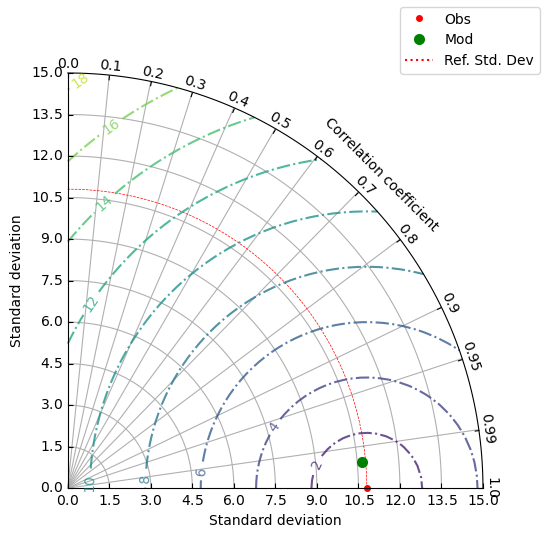 Obs
Mod
Ref. Std. Dev
0.0 0.1 0.2 0.3 0.4 0.5 0.6 0.7 0.8 0.9 0.95 0.99 1.0
Correlation coefficient
15.0
13.5
12.0
10.5
9.0
7.5
6.0
4.5
3.0
1.5
0.0
Standard deviation
18
16
14
12
10 8 6 4 2
0.0 1.5 3.0 4.5 6.0 7.5 9.0 10.5 12.0 13.5 15.0
Standard deviation